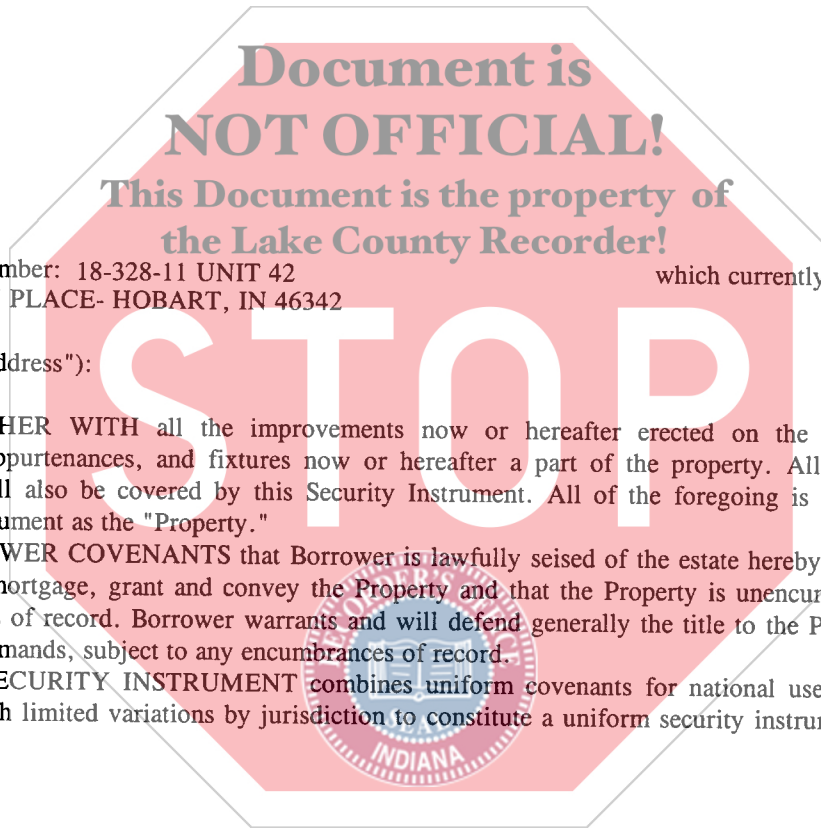 Document is
NOT OFFICIAL!
This Document is the property of
the Lake County Recorder!
mber: 18-328-11 UNIT 42 which currently
PLACE- HOBART, IN 46342
ddress"):
STOP
HER WITH all the improvements now or hereafter erected on the
ppurtenances, and fixtures now or hereafter a part of the property. All
ll also be covered by this Security Instrument. All of the foregoing is
ument as the "Property."
WER COVENANTS that Borrower is lawfully seised of the estate hereby
nortgage, grant and convey the Property and that the Property is unencur
of record. Borrower warrants and will defend generally the title to the P
mands, subject to any encumbrances of record.
ECURITY INSTRUMENT combines uniform covenants for national use
h limited variations by jurisdiction to constitute a uniform security instru
SEAL
INDIANA